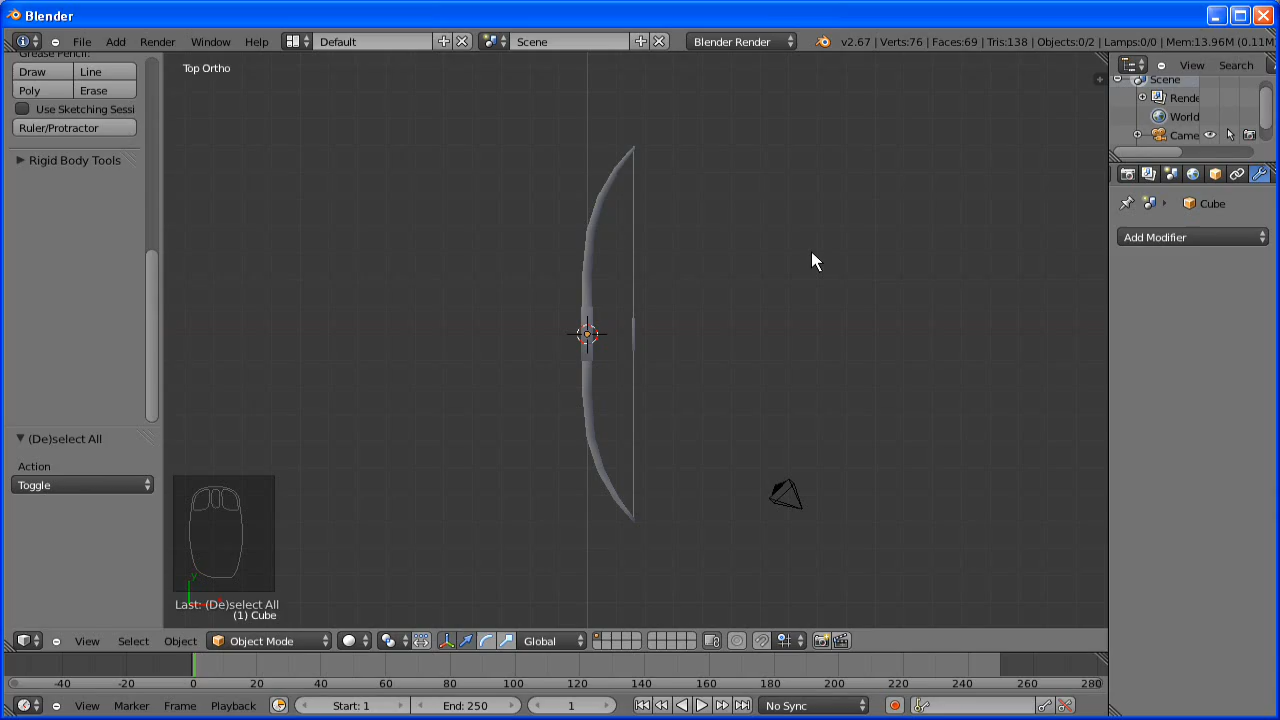 Blender
File Add Render Window Help Default Scene Blender Render v2.67 | Verts:76 | Faces:69 | Tris:138 | Objects:0/2 | Lamps:0/0 | Mem:13.96M (0.11M
Grease Pencil:
Draw Line
Poly Erase
Use Sketching Sessi
Ruler/Protractor
Rigid Body Tools
(De)select All
Action
Toggle
Top Ortho
y
Last: (De)select All
(1) Cube
View Search
Scene
Rende
World
Came
Cube
Add Modifier
View Select Object Object Mode Global
-40 -20 0 20 40 60 80 100 120 140 160 180 200 220 240 260 280
View Marker Frame Playback Start: 1 End: 250 1 No Sync